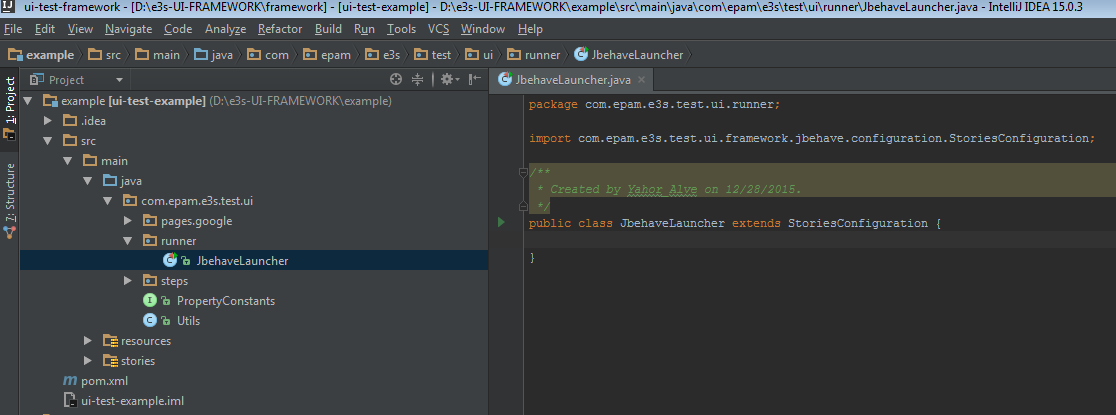 ui-test-framework - [D:\e3s-UI-FRAMEWORK\framework] - [ui-test-example] - D:\e3s-UI-FRAMEWORK\example\src\main\java\com\epam\e3s\test\ui\runner\JbehaveLauncher.java - IntelliJ IDEA 15.0.3
File Edit View Navigate Code Analyze Refactor Build Run Tools VCS Window Help
example src main java com epam e3s test ui runner JbehaveLauncher
1: Project
7: Structure
Project
example [ui-test-example] (D:\e3s-UI-FRAMEWORK\example)
.idea
src
main
java
com.epam.e3s.test.ui
pages.google
runner
JbehaveLauncher
steps
PropertyConstants
Utils
resources
stories
pom.xml
ui-test-example.iml
JbehaveLauncher.java
package com.epam.e3s.test.ui.runner;
import com.epam.e3s.test.ui.framework.jbehave.configuration.StoriesConfiguration;
/**
* Created by Yahor_Alve on 12/28/2015.
*/
public class JbehaveLauncher extends StoriesConfiguration {
}